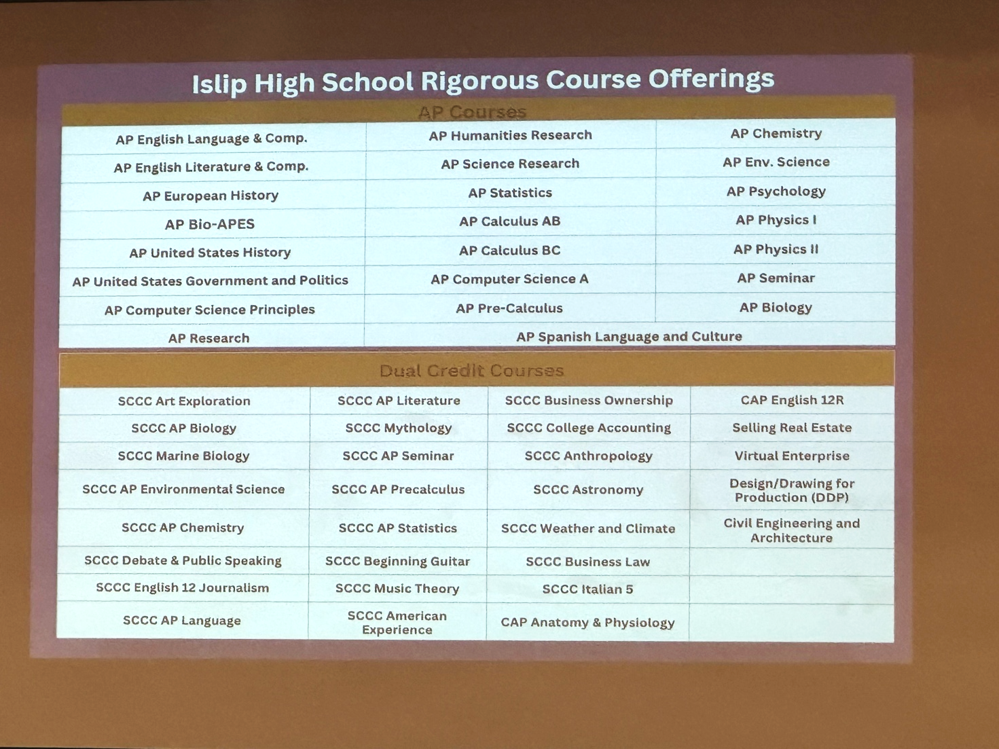 Islip High School Rigorous Course Offerings
AP Courses
AP English Language & Comp.
AP Humanities Research
AP Chemistry
AP English Literature & Comp.
AP Science Research
AP Env. Science
AP European History
AP Statistics
AP Psychology
AP Bio-APES
AP Calculus AB
AP Physics I
AP United States History
AP Calculus BC
AP Physics II
AP United States Government and Politics
AP Computer Science A
AP Seminar
AP Computer Science Principles
AP Pre-Calculus
AP Biology
AP Research
AP Spanish Language and Culture
Dual Credit Courses
SCCC Art Exploration
SCCC AP Literature
SCCC Business Ownership
CAP English 12R
SCCC AP Biology
SCCC Mythology
SCCC College Accounting
Selling Real Estate
SCCC Marine Biology
SCCC AP Seminar
SCCC Anthropology
Virtual Enterprise
SCCC AP Environmental Science
SCCC AP Precalculus
SCCC Astronomy
Design/Drawing for
Production (DDP)
SCCC AP Chemistry
SCCC AP Statistics
SCCC Weather and Climate
Civil Engineering and
Architecture
SCCC Debate & Public Speaking
SCCC Beginning Guitar
SCCC Business Law
SCCC English 12 Journalism
SCCC Music Theory
SCCC Italian 5
SCCC AP Language
SCCC American
Experience
CAP Anatomy & Physiology